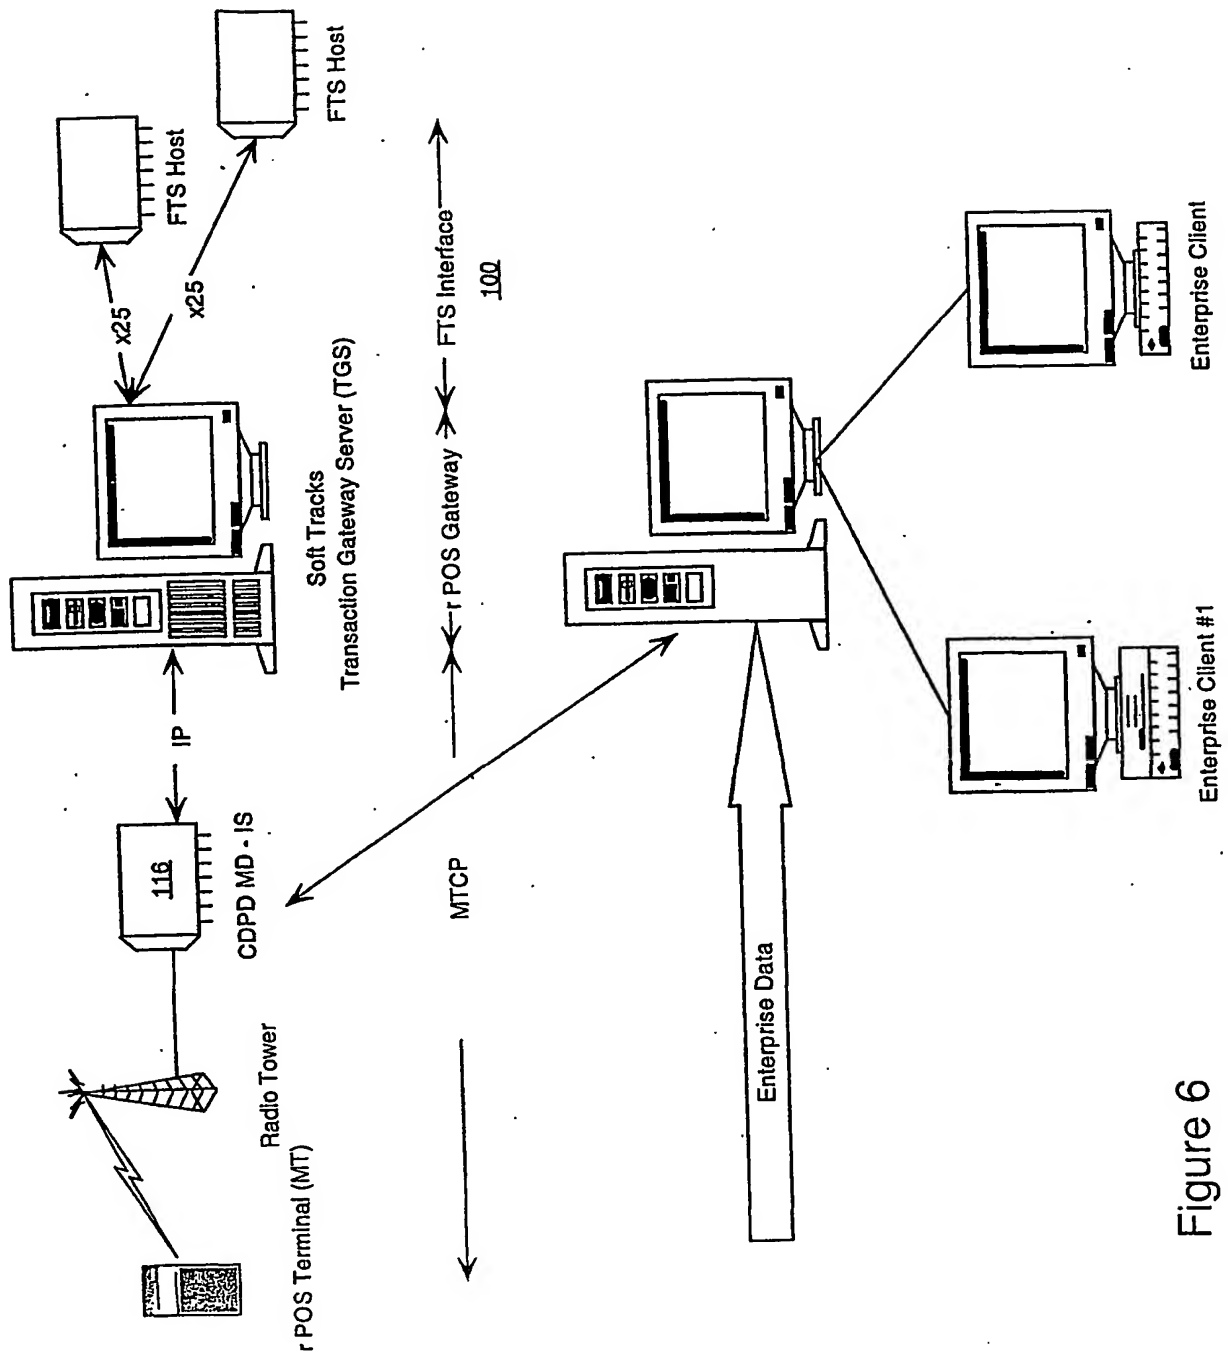 FTS Host
FTS Host
x25
x25
Soft Tracks
Transaction Gateway Server (TGS)
IP
116
CDPD MD - IS
Radio Tower
r POS Terminal (MT)
MTCP
r POS Gateway
FTS Interface
100
Enterprise Data
Enterprise Client #1
Enterprise Client
Figure 6